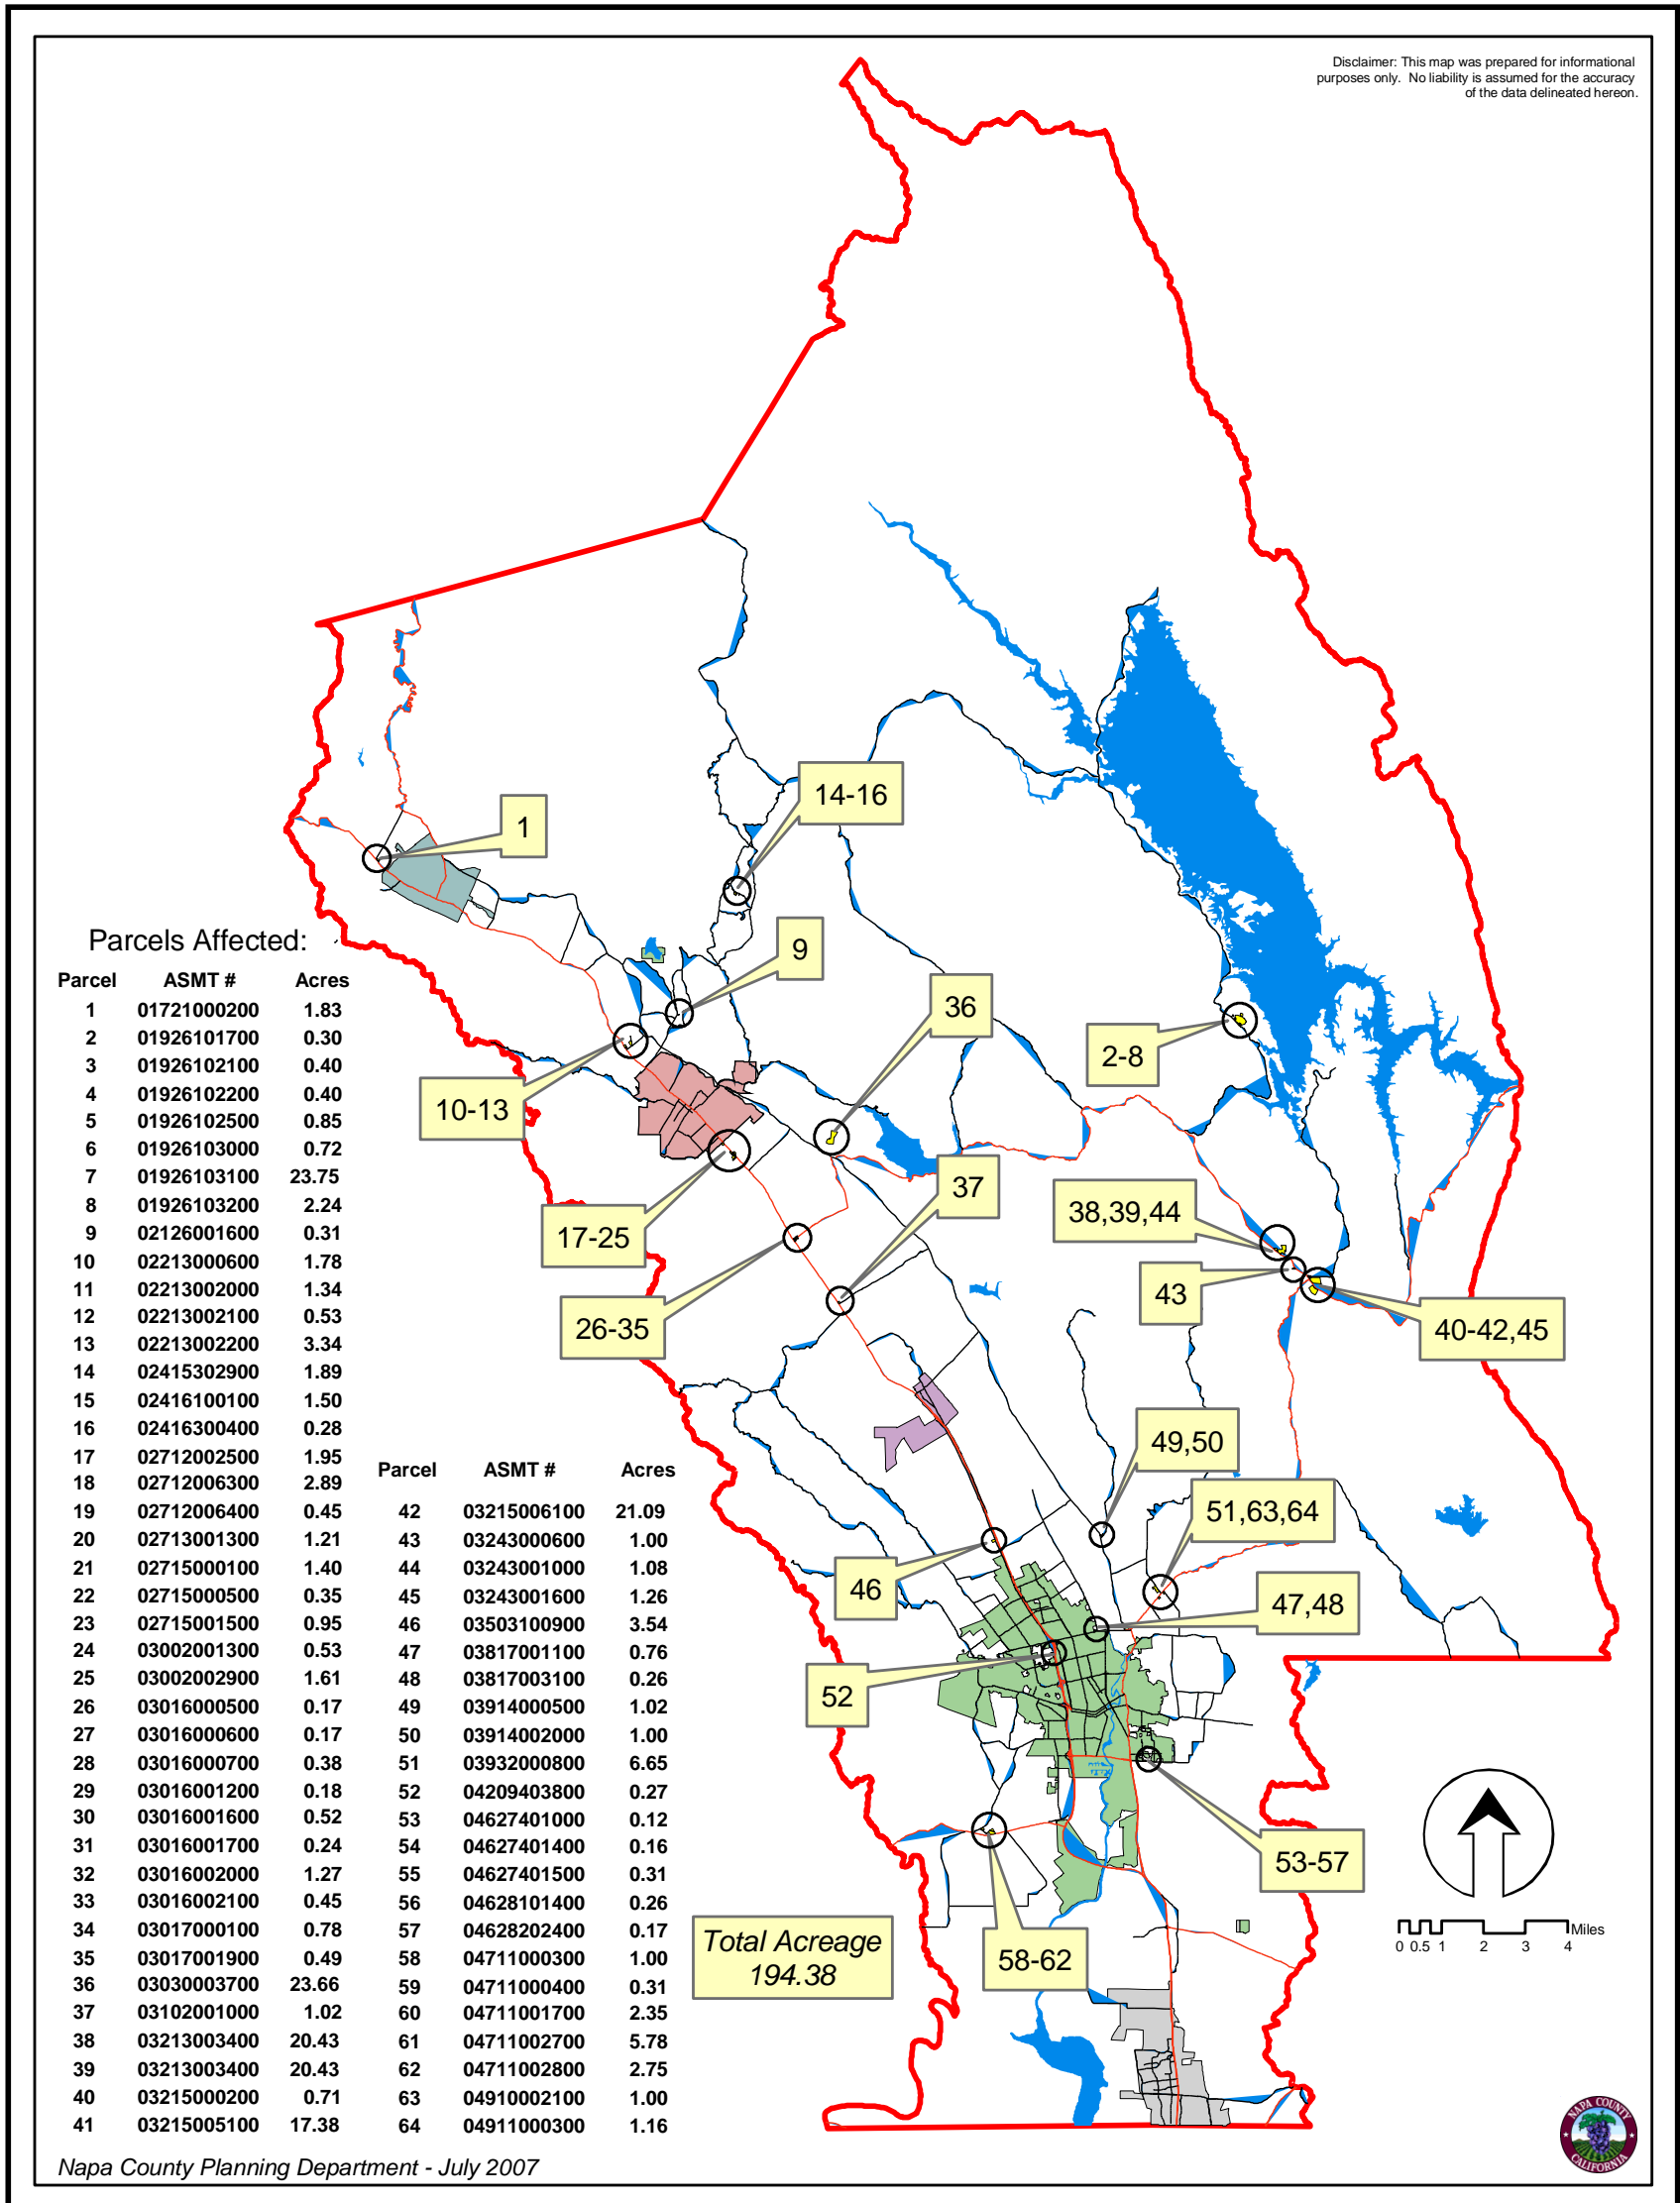 Disclaimer: This map was prepared for informational
purposes only. No liability is assumed for the accuracy
of the data delineated hereon.
14-16
1
9
36
2-8
10-13
37
38,39,44
17-25
43
26-35
40-42,45
49,50
51,63,64
46
47,48
52
53-57
58-62
Parcels Affected:
Parcel ASMT # Acres
1 01721000200 1.83
2 01926101700 0.30
3 01926102100 0.40
4 01926102200 0.40
5 01926102500 0.85
6 01926103000 0.72
7 01926103100 23.75
8 01926103200 2.24
9 02126001600 0.31
10 02213000600 1.78
11 02213002000 1.34
12 02213002100 0.53
13 02213002200 3.34
14 02415302900 1.89
15 02416100100 1.50
16 02416300400 0.28
17 02712002500 1.95
18 02712006300 2.89
19 02712006400 0.45
20 02713001300 1.21
21 02715000100 1.40
22 02715000500 0.35
23 02715001500 0.95
24 03002001300 0.53
25 03002002900 1.61
26 03016000500 0.17
27 03016000600 0.17
28 03016000700 0.38
29 03016001200 0.18
30 03016001600 0.52
31 03016001700 0.24
32 03016002000 1.27
33 03016002100 0.45
34 03017000100 0.78
35 03017001900 0.49
36 03030003700 23.66
37 03102001000 1.02
38 03213003400 20.43
39 03213003400 20.43
40 03215000200 0.71
41 03215005100 17.38
Parcel ASMT # Acres
42 03215006100 21.09
43 03243000600 1.00
44 03243001000 1.08
45 03243001600 1.26
46 03503100900 3.54
47 03817001100 0.76
48 03817003100 0.26
49 03914000500 1.02
50 03914002000 1.00
51 03932000800 6.65
52 04209403800 0.27
53 04627401000 0.12
54 04627401400 0.16
55 04627401500 0.31
56 04628101400 0.26
57 04628202400 0.17
58 04711000300 1.00
59 04711000400 0.31
60 04711001700 2.35
61 04711002700 5.78
62 04711002800 2.75
63 04910002100 1.00
64 04911000300 1.16
Total Acreage
194.38
Miles
0 0.5 1 2 3 4
NAPA COUNTY
CALIFORNIA
Napa County Planning Department - July 2007